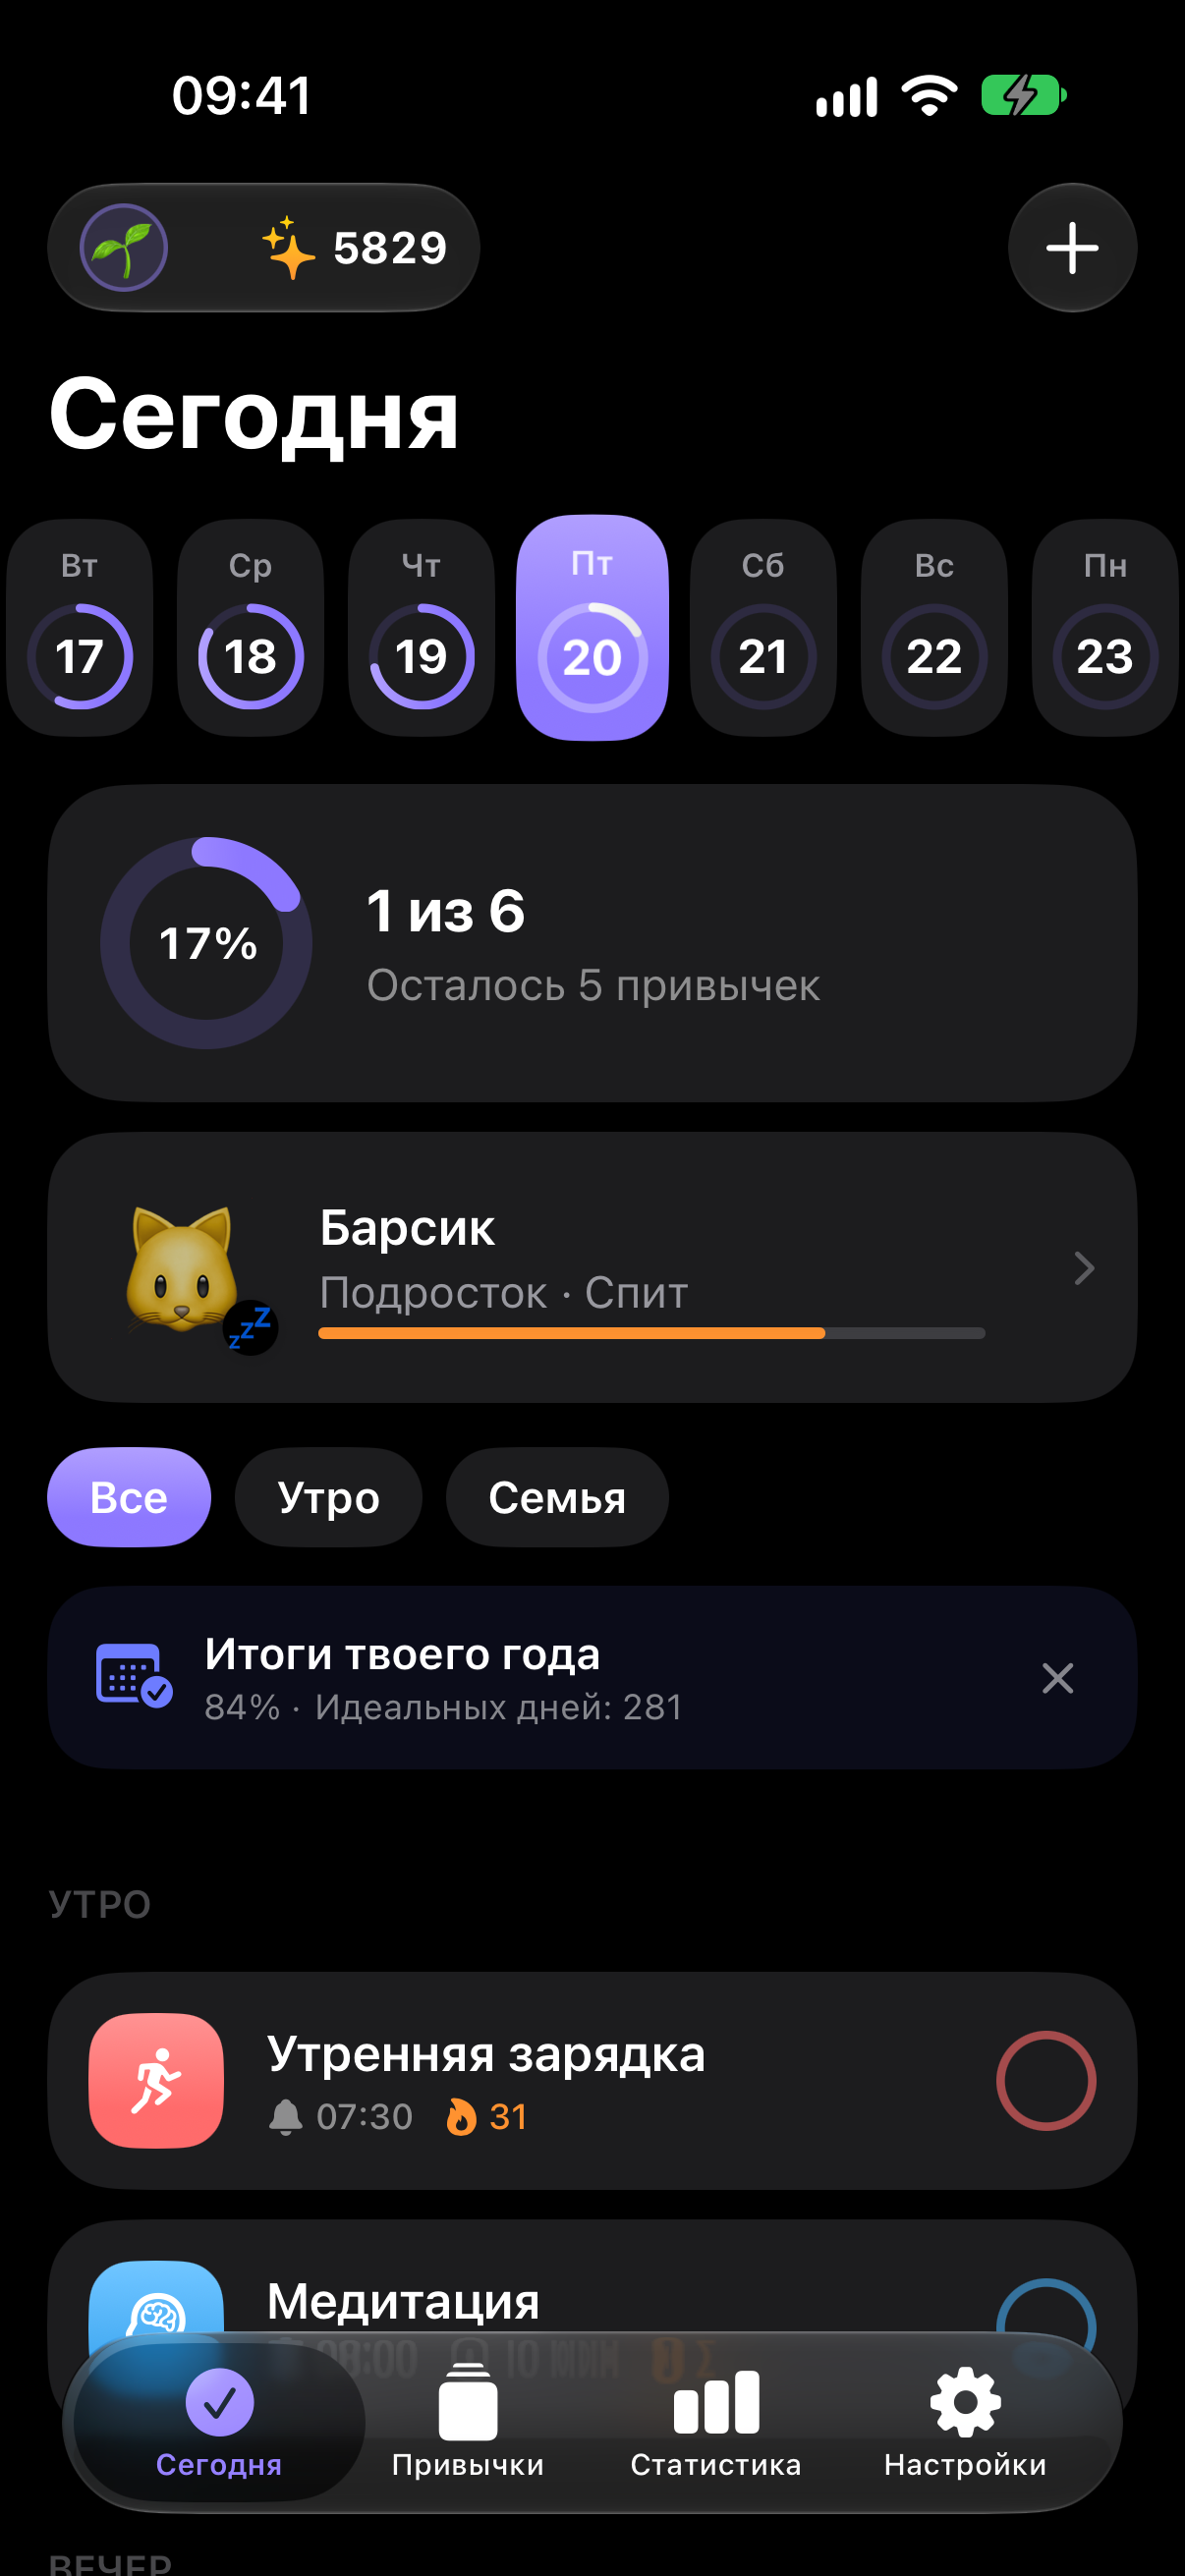 09:41
5829
Сегодня
Вт Ср Чт Пт Сб Вс Пн
17 18 19 20 21 22 23
17%
1 из 6
Осталось 5 привычек
Барсик
Подросток · Спит
zzz
Все Утро Семья
Итоги твоего года
84% · Идеальных дней: 281
УТРО
Утренняя зарядка
07:30 31
Медитация
Сегодня Привычки Статистика Настройки
ВЕЧЕР